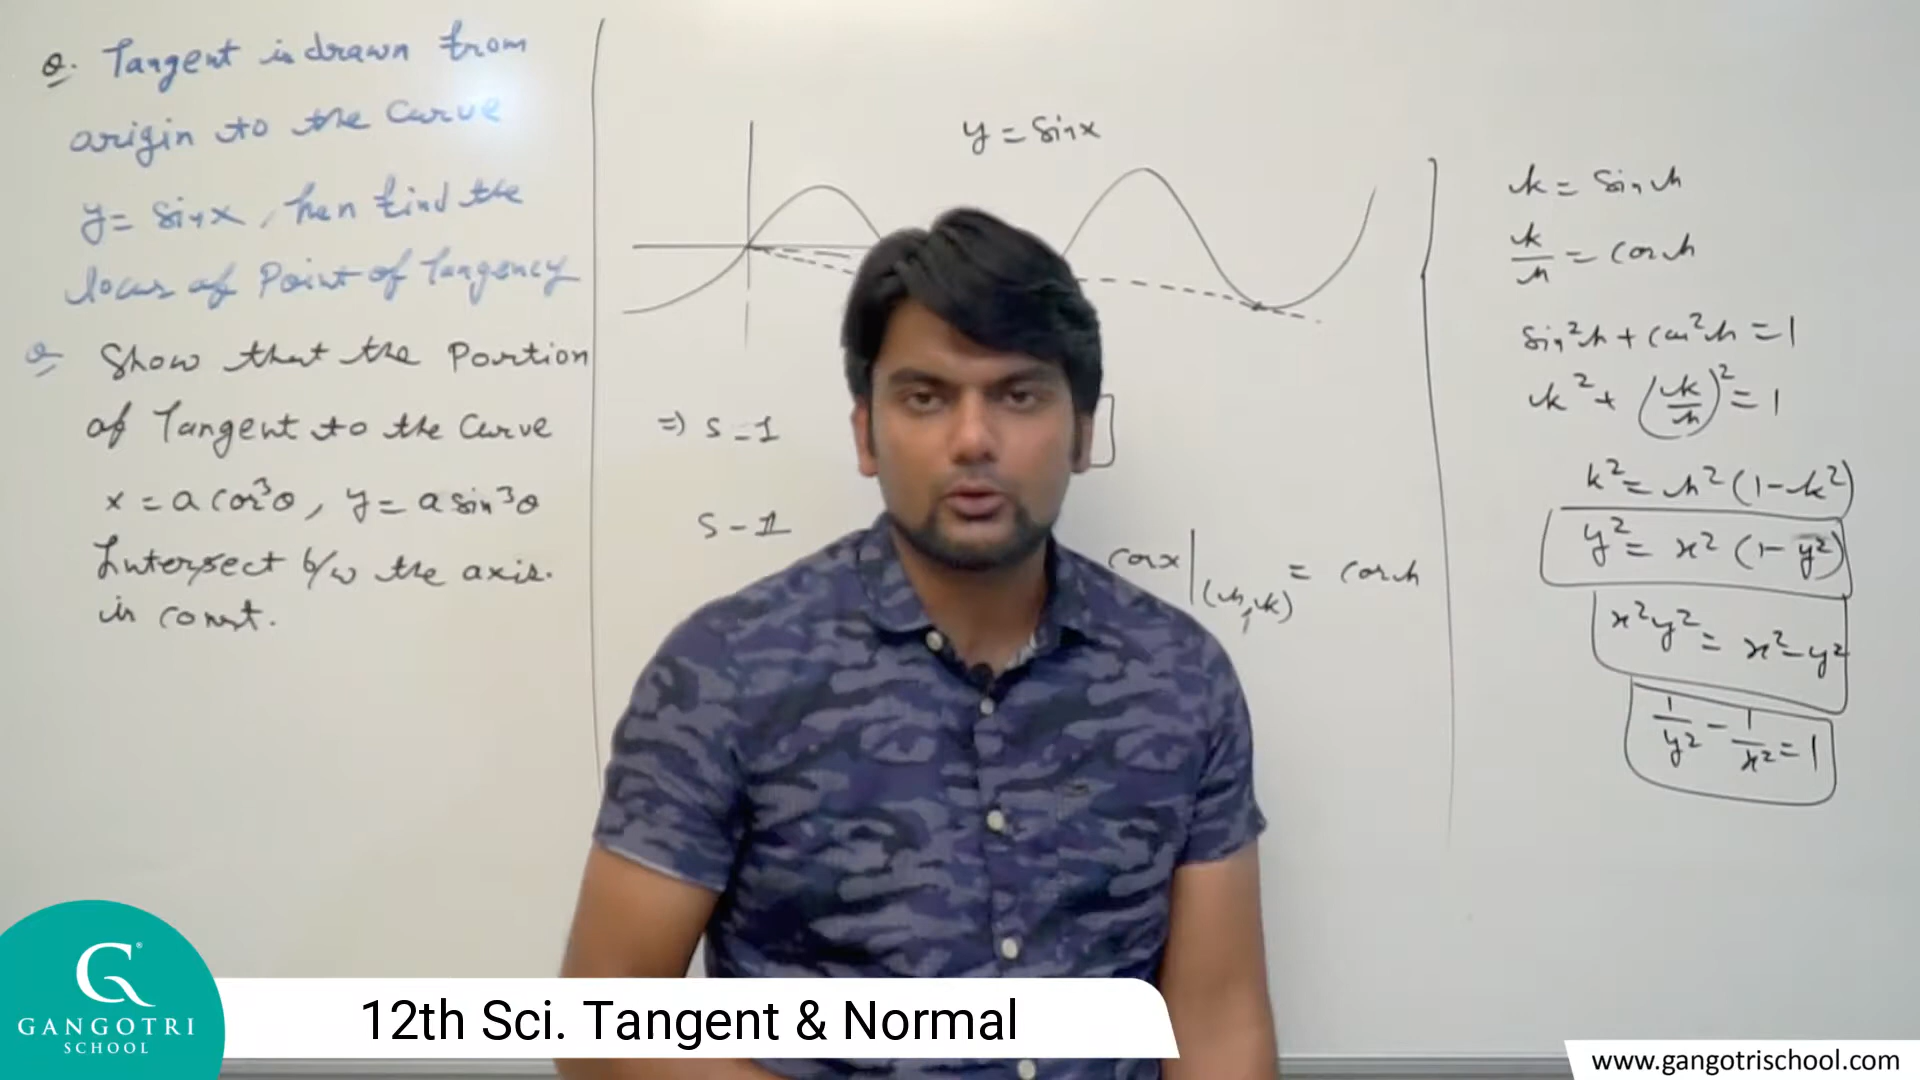 Q. Tangent is drawn from
origin to the curve
y = sinx, then find the
locus of Point of Tangency
Q Show that the Portion
of Tangent to the curve
x = a cos³θ, y = a sin³θ
Intersect b/w the axis.
is const.
y = sinx
⇒ S-1
S-1
cosx|(h,k) = cosh
k = sinh
k/h = cosh
sin²h + cos²h = 1
k² + (k/h)² = 1
k² = h² (1-k²)
y² = x² (1-y²)
x²y² = x²-y²
1/y² - 1/x² = 1
G®
GANGOTRI
SCHOOL
12th Sci. Tangent & Normal
www.gangotrischool.com